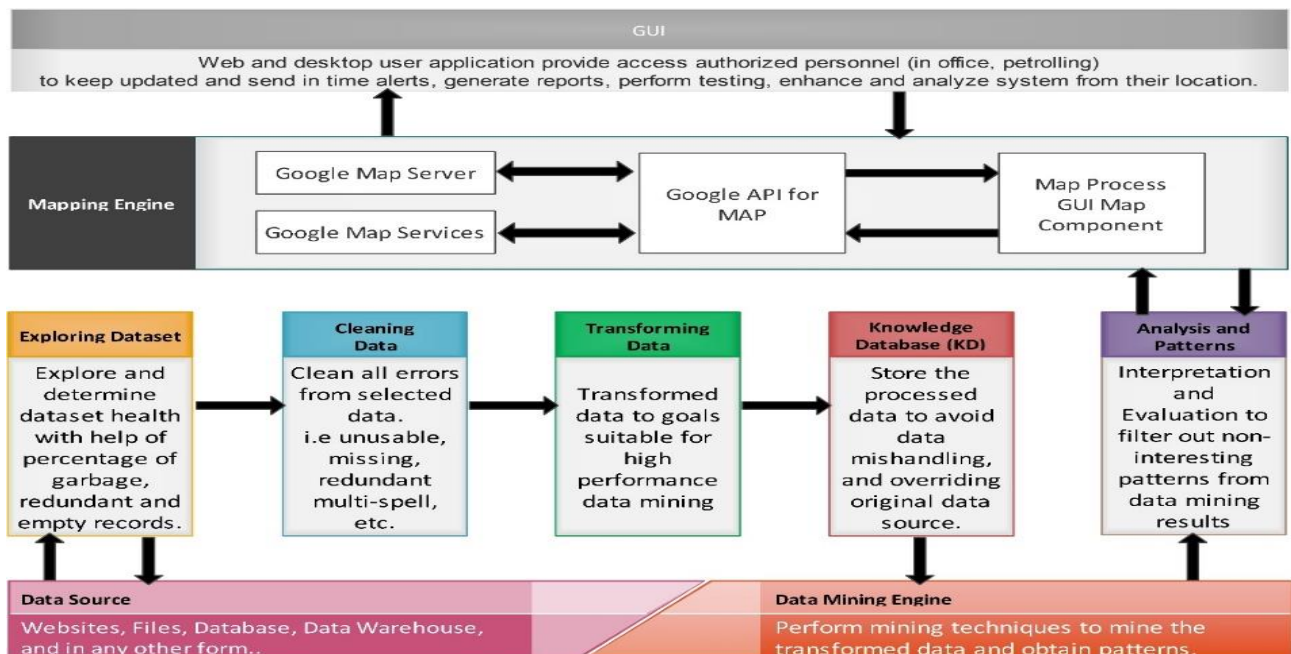 GUI
Web and desktop user application provide access authorized personnel (in office, petrolling)
to keep updated and send in time alerts, generate reports, perform testing, enhance and analyze system from their location.
Mapping Engine
Google Map Server
Google Map Services
Google API for
MAP
Map Process
GUI Map
Component
Exploring Dataset
Explore and
determine
dataset health
with help of
percentage of
garbage,
redundant and
empty records.
Cleaning
Data
Clean all errors
from selected
data.
i.e unusable,
missing,
redundant
multi-spell,
etc.
Transforming
Data
Transformed
data to goals
suitable for
high
performance
data mining
Knowledge
Database (KD)
Store the
processed
data to avoid
data
mishandling,
and overriding
original data
source.
Analysis and
Patterns
Interpretation
and
Evaluation to
filter out non-
interesting
patterns from
data mining
results
Data Source
Websites, Files, Database, Data Warehouse,
and in any other form..
Data Mining Engine
Perform mining techniques to mine the
transformed data and obtain patterns.